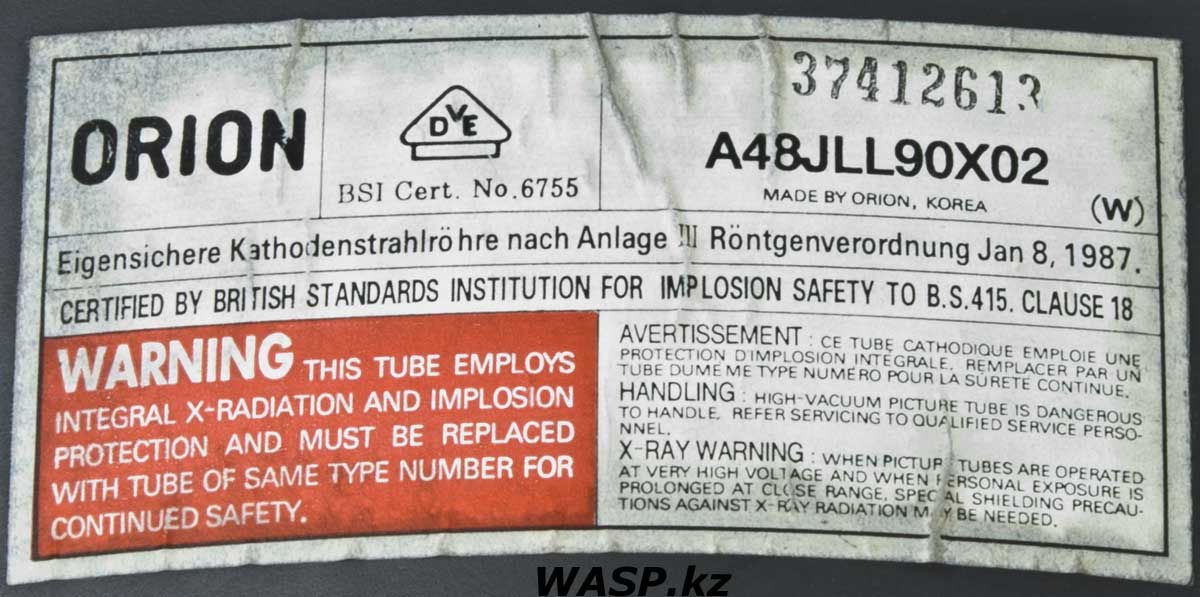 ORION
DVE
BSI Cert. No.6755
37412613
A48JLL90X02
MADE BY ORION, KOREA
(W)
Eigensichere Kathodenstrahlröhre nach Anlage III Röntgenverordnung Jan 8, 1987.
CERTIFIED BY BRITISH STANDARDS INSTITUTION FOR IMPLOSION SAFETY TO B.S.415. CLAUSE 18
WARNING THIS TUBE EMPLOYS
INTEGRAL X-RADIATION AND IMPLOSION
PROTECTION AND MUST BE REPLACED
WITH TUBE OF SAME TYPE NUMBER FOR
CONTINUED SAFETY.
AVERTISSEMENT : CE TUBE CATHODIQUE EMPLOIE UNE
PROTECTION D'IMPLOSION INTEGRALE. REMPLACER PAR UN
TUBE DUMEME TYPE NUMERO POUR LA SURETE CONTINUE.
HANDLING : HIGH-VACUUM PICTURE TUBE IS DANGEROUS
TO HANDLE. REFER SERVICING TO QUALIFIED SERVICE PERSO-
NNEL.
X-RAY WARNING : WHEN PICTURE TUBES ARE OPERATED
AT VERY HIGH VOLTAGE AND WHEN PERSONAL EXPOSURE IS
PROLONGED AT CLOSE RANGE, SPECIAL SHIELDING PRECAU-
TIONS AGAINST X-RAY RADIATION MAY BE NEEDED.
WASP.kz